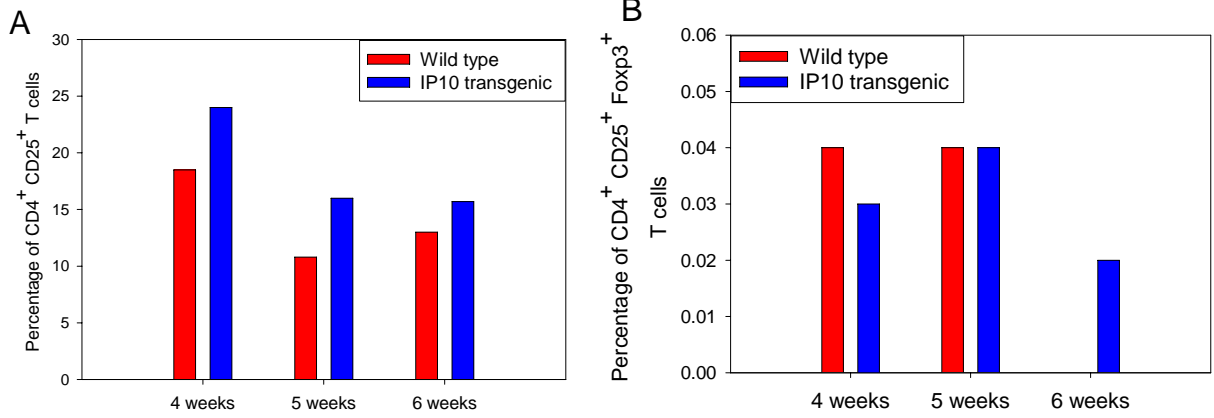 A
Percentage of CD4+ CD25+ T cells
30
25
20
15
10
5
0
Wild type
IP10 transgenic
4 weeks
5 weeks
6 weeks
B
Percentage of CD4+ CD25+ Foxp3+
T cells
0.06
0.05
0.04
0.03
0.02
0.01
0.00
Wild type
IP10 transgenic
4 weeks
5 weeks
6 weeks